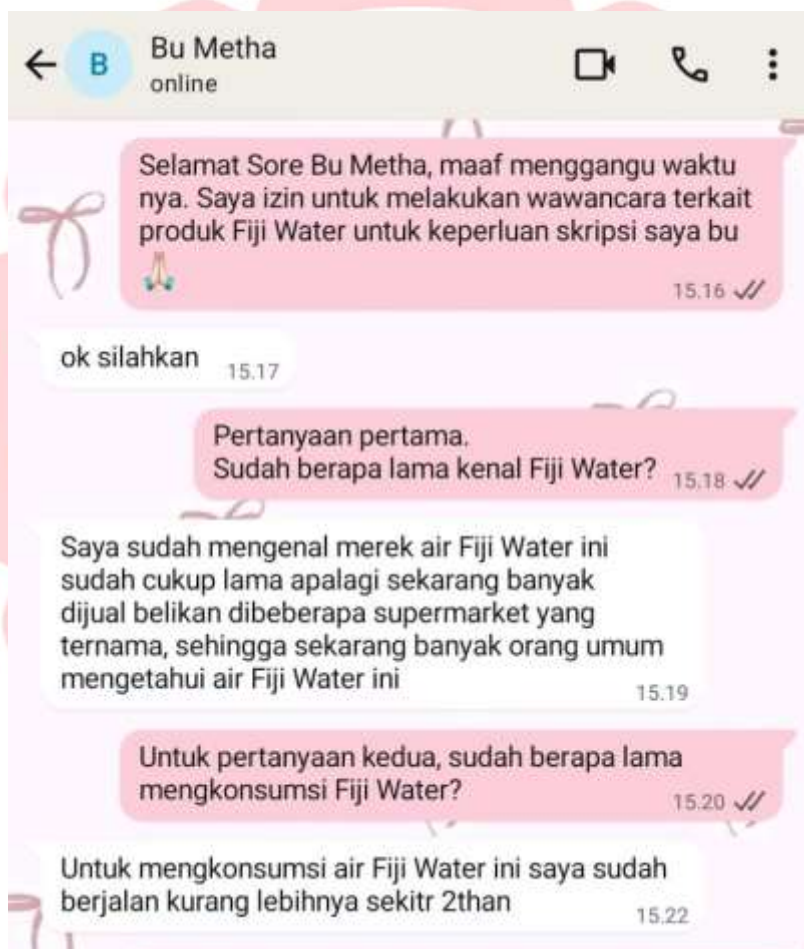 Bu Metha
B
online
Selamat Sore Bu Metha, maaf menggangu waktu
nya. Saya izin untuk melakukan wawancara terkait
produk Fiji Water untuk keperluan skripsi saya bu
🙏🏻
15.16
ok silahkan 15.17
Pertanyaan pertama.
Sudah berapa lama kenal Fiji Water? 15.18
Saya sudah mengenal merek air Fiji Water ini
sudah cukup lama apalagi sekarang banyak
dijual belikan dibeberapa supermarket yang
ternama, sehingga sekarang banyak orang umum
mengetahui air Fiji Water ini
15.19
Untuk pertanyaan kedua, sudah berapa lama
mengkonsumsi Fiji Water?
15.20
Untuk mengkonsumsi air Fiji Water ini saya sudah
berjalan kurang lebihnya sekitr 2than
15.22